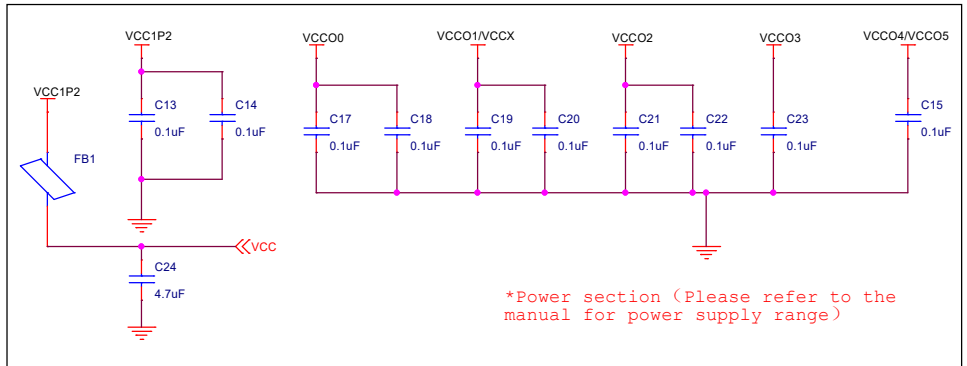 VCC1P2
VCCO0
VCCO1/VCCX
VCCO2
VCCO3
VCCO4/VCCO5
VCC1P2
C13
0.1uF
C14
0.1uF
C17
0.1uF
C18
0.1uF
C19
0.1uF
C20
0.1uF
C21
0.1uF
C22
0.1uF
C23
0.1uF
C15
0.1uF
FB1
VCC
C24
4.7uF
*Power section（Please refer to the
manual for power supply range）